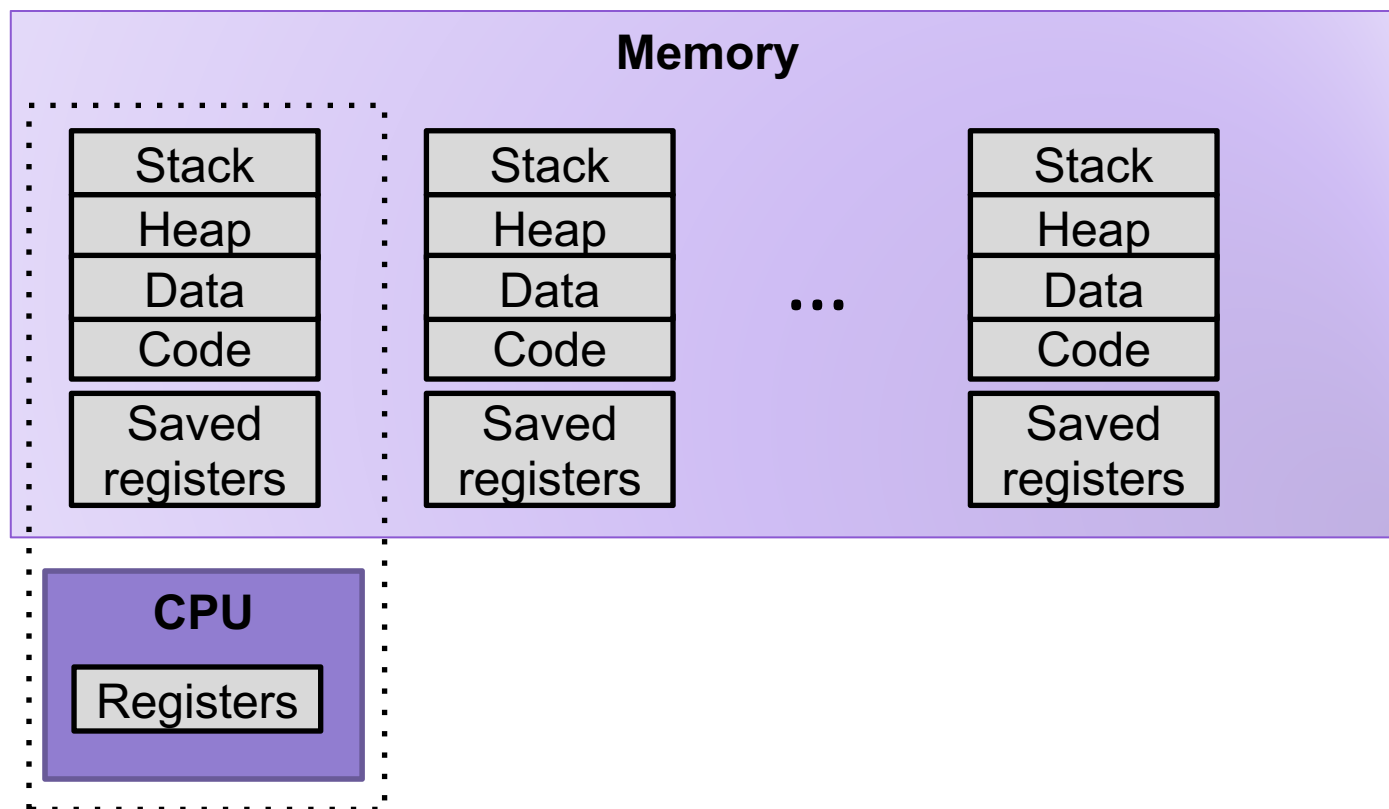 Memory
Stack
Heap
Data
Code
Saved
registers
Stack
Heap
Data
Code
Saved
registers
...
Stack
Heap
Data
Code
Saved
registers
CPU
Registers